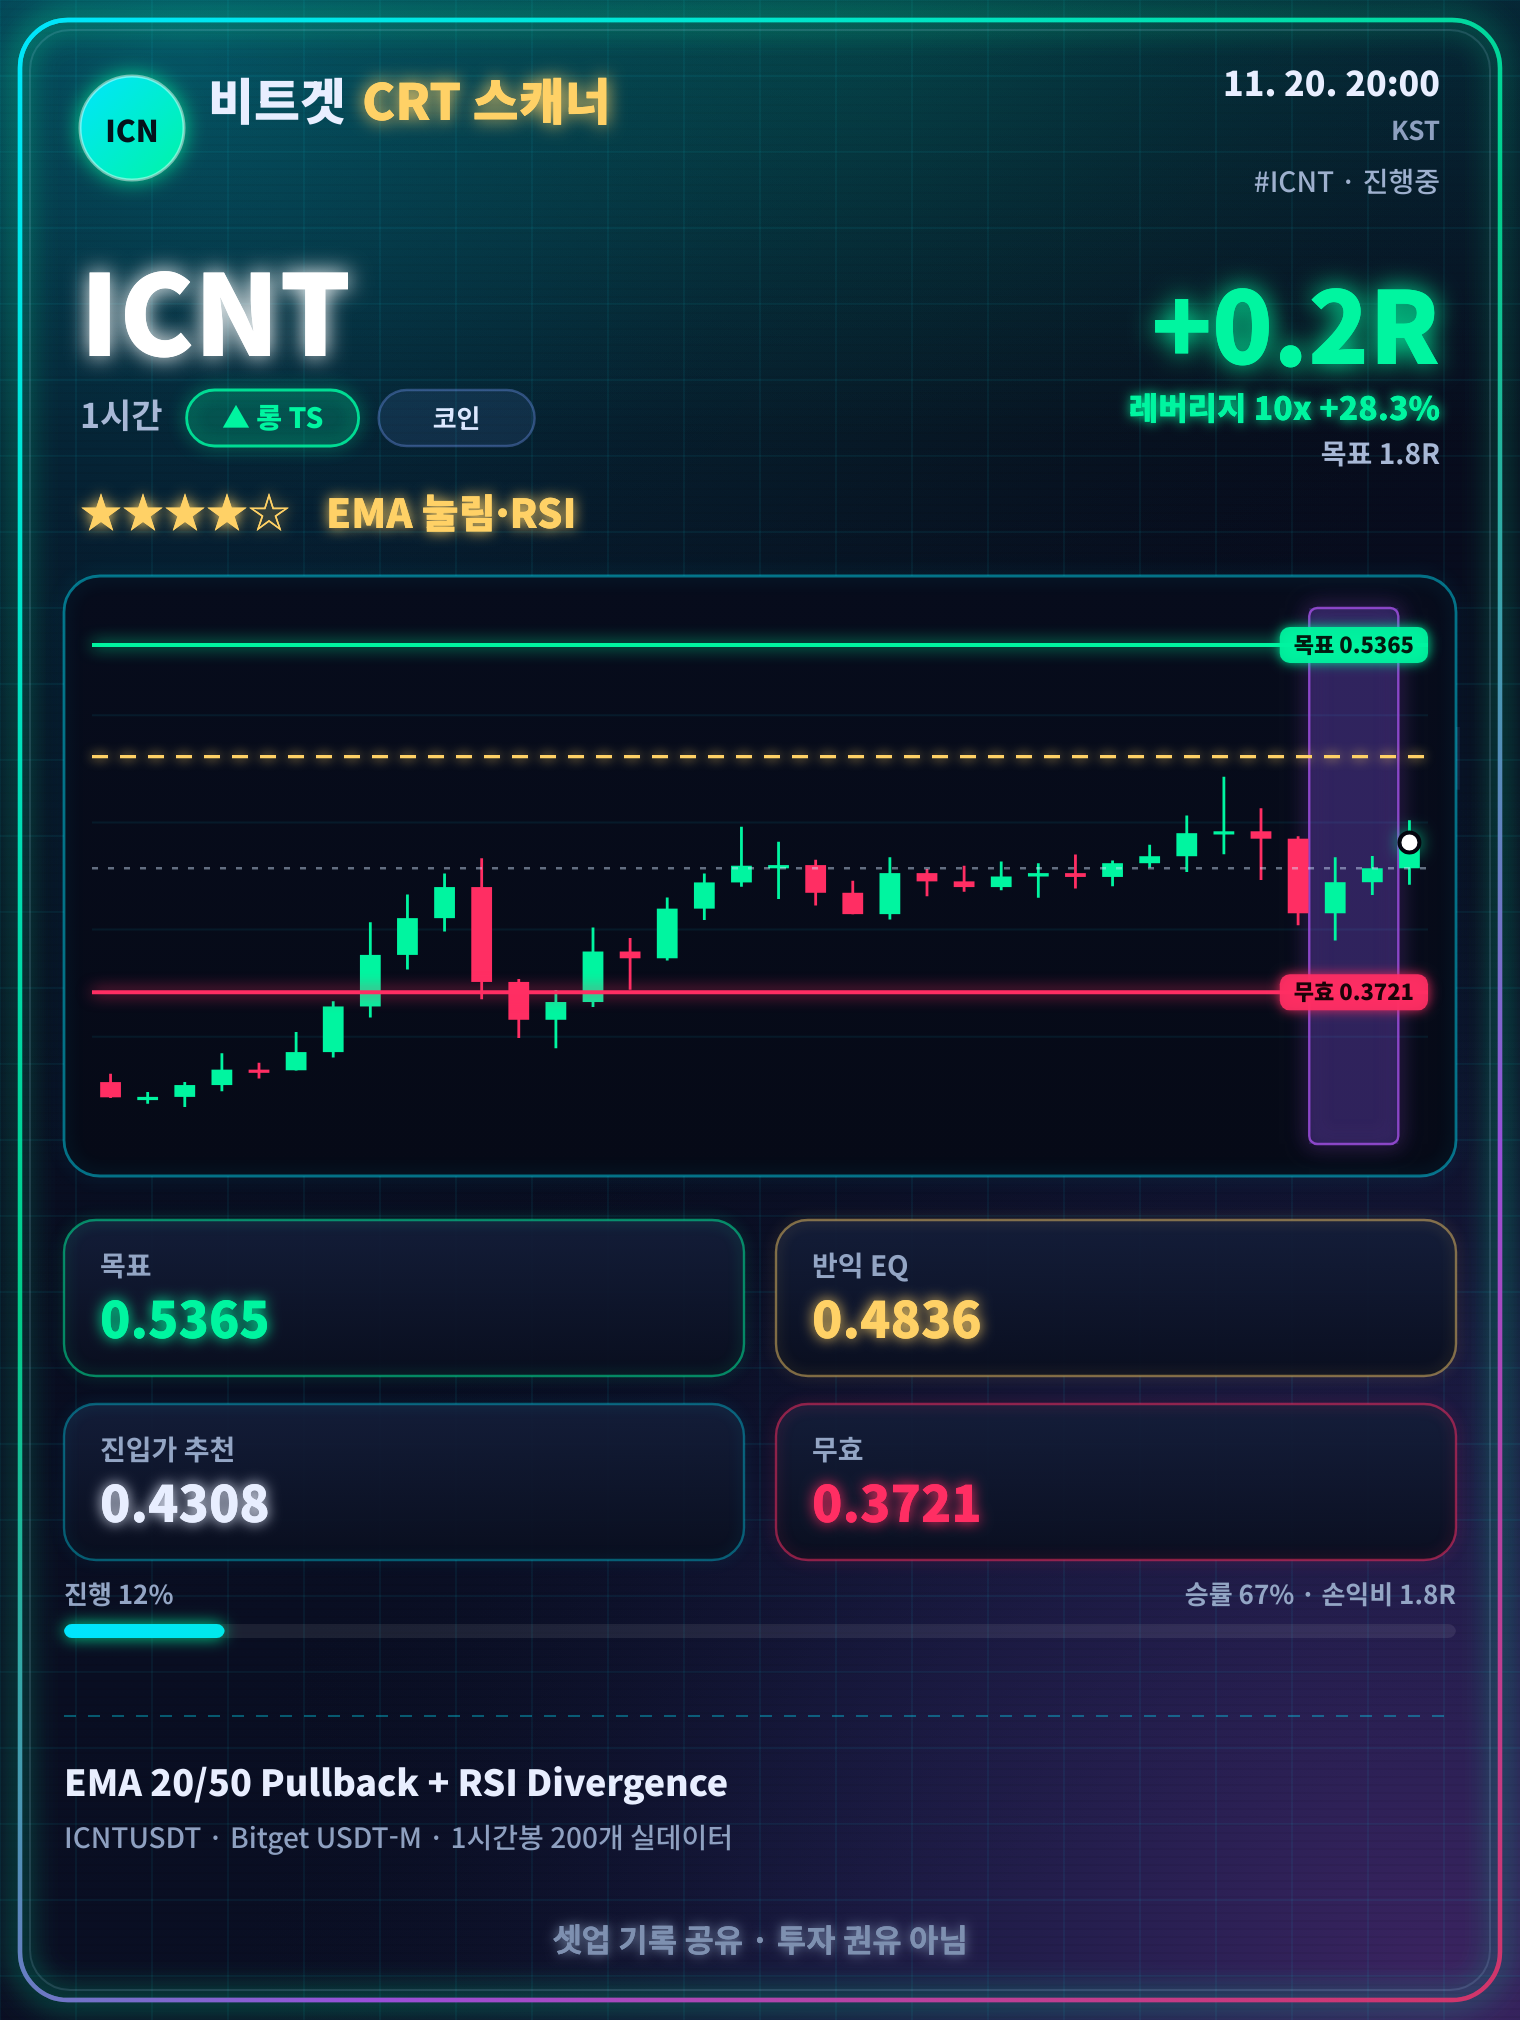 ICN
비트겟 CRT 스캐너
11. 20. 20:00
KST
#ICNT · 진행중
ICNT
+0.2R
1시간
▲ 롱 TS
코인
레버리지 10x +28.3%
목표 1.8R
★★★★☆ EMA 눌림·RSI
목표 0.5365
무효 0.3721
목표
0.5365
반익 EQ
0.4836
진입가 추천
0.4308
무효
0.3721
진행 12%
승률 67% · 손익비 1.8R
EMA 20/50 Pullback + RSI Divergence
ICNTUSDT · Bitget USDT-M · 1시간봉 200개 실데이터
셋업 기록 공유 · 투자 권유 아님